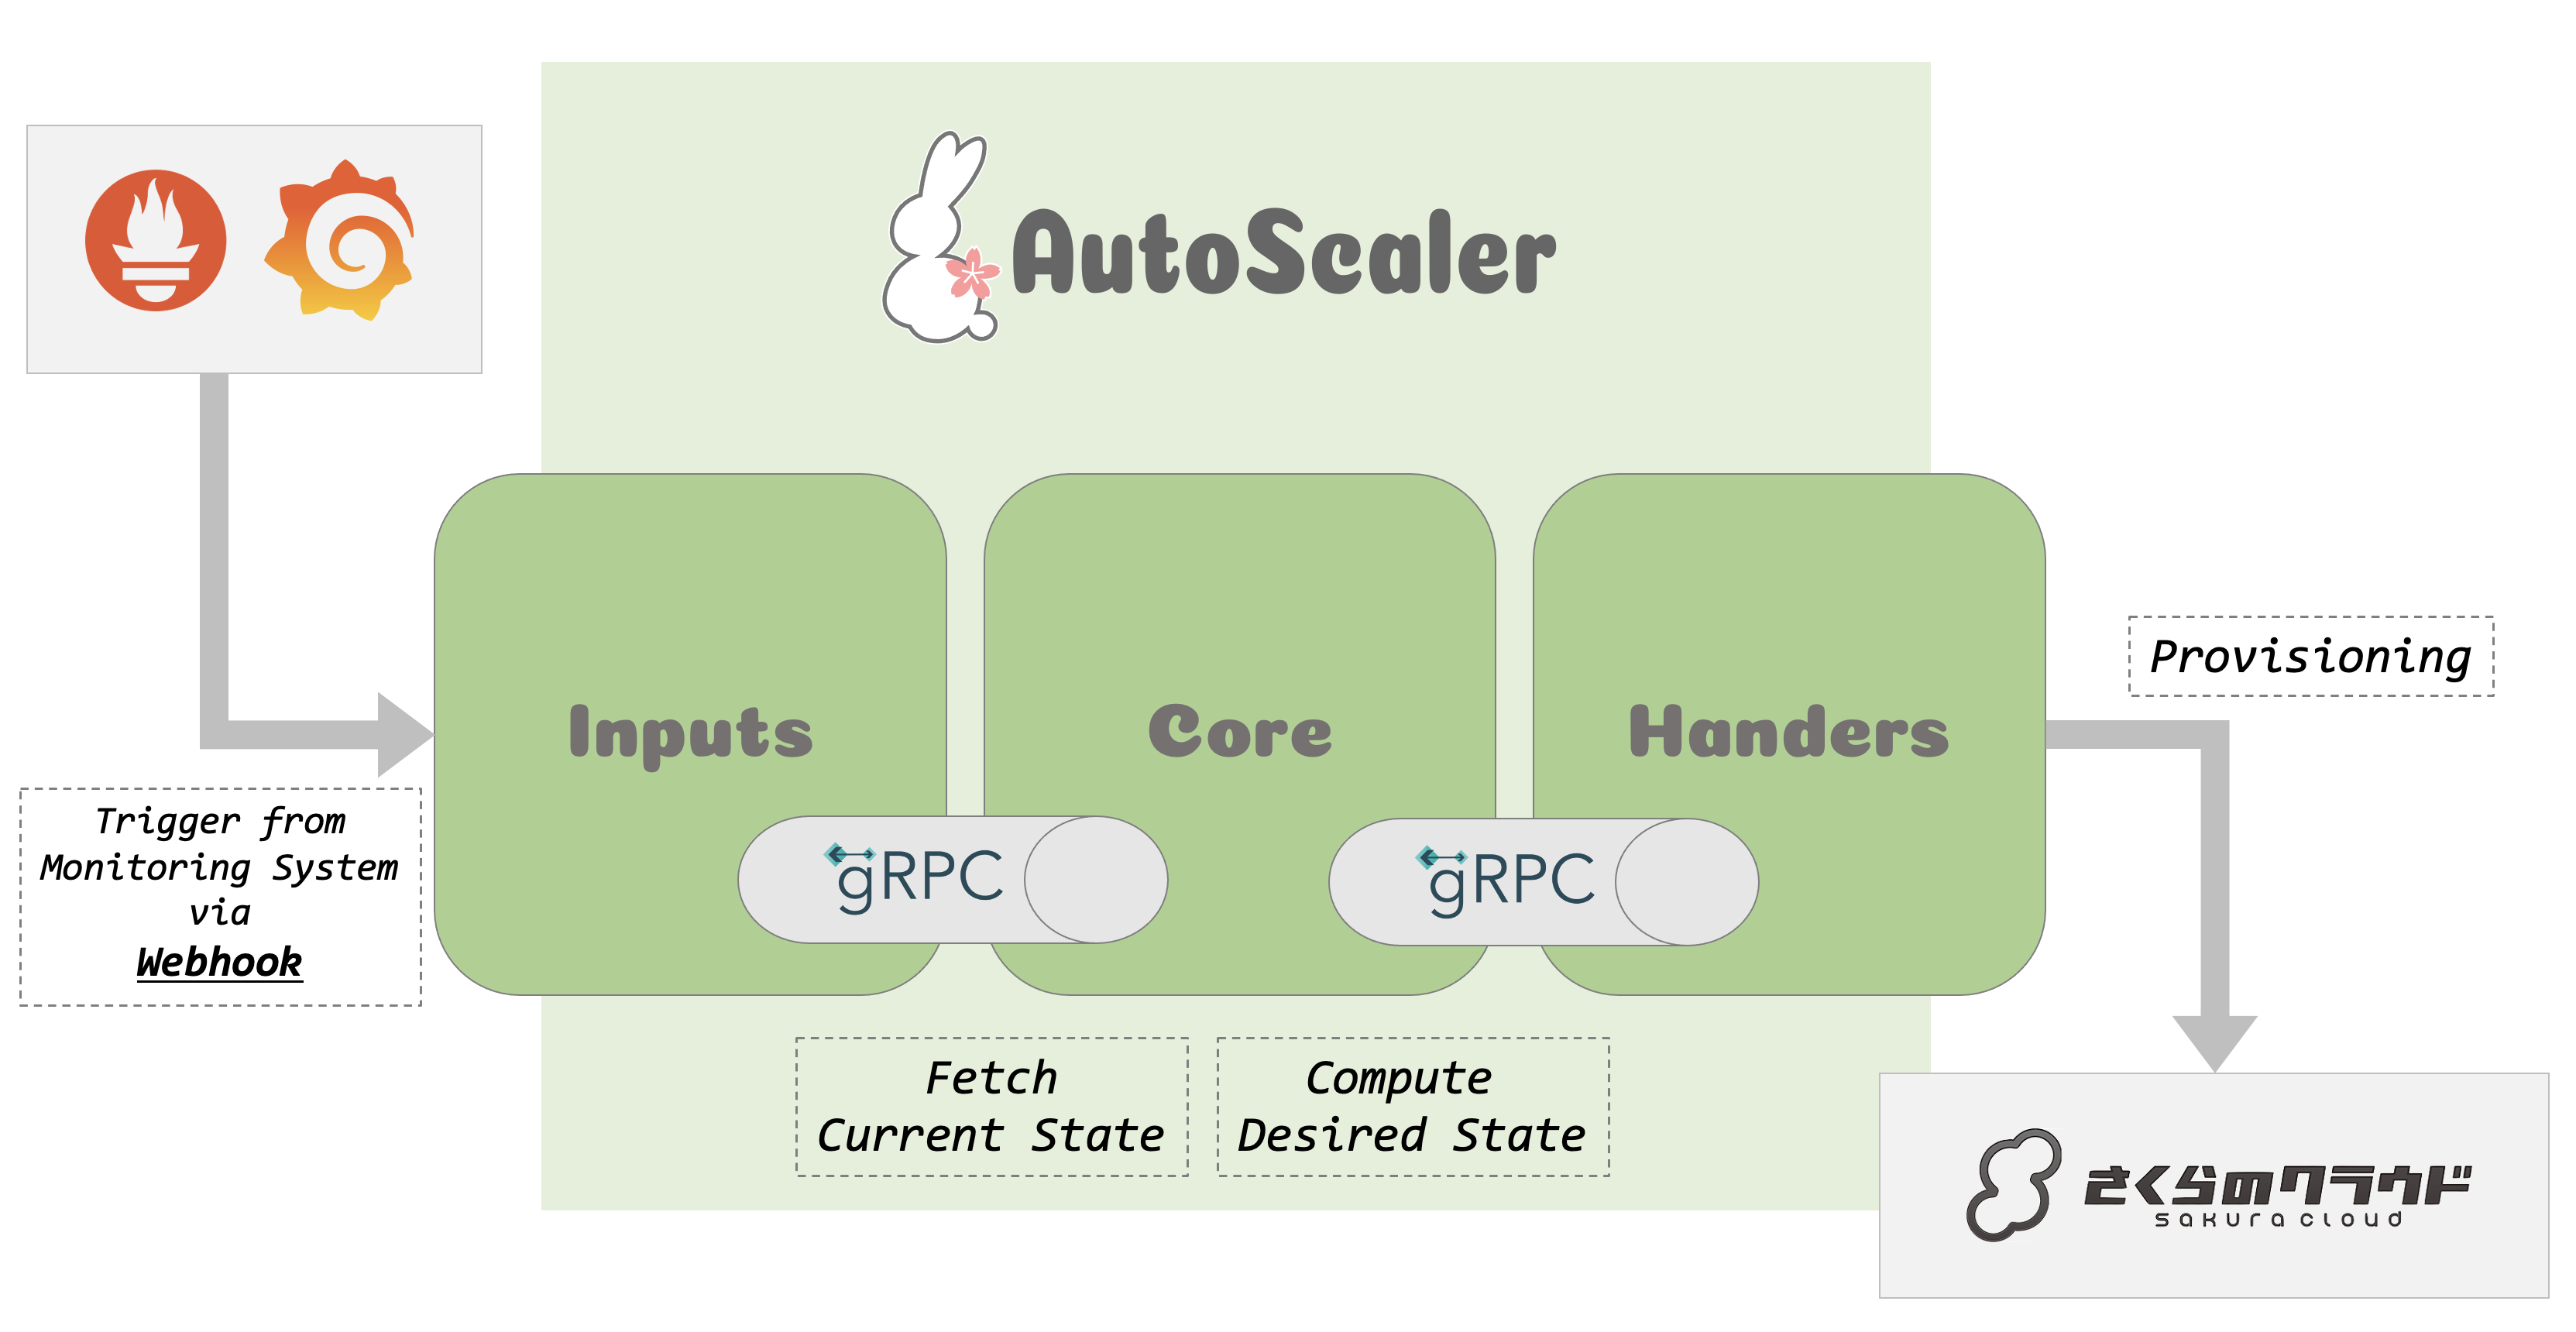 AutoScaler
Inputs
Core
Handers
gRPC
gRPC
Trigger from
Monitoring System
via
Webhook
Fetch
Current State
Compute
Desired State
Provisioning
さくらのクラウド
sakura cloud